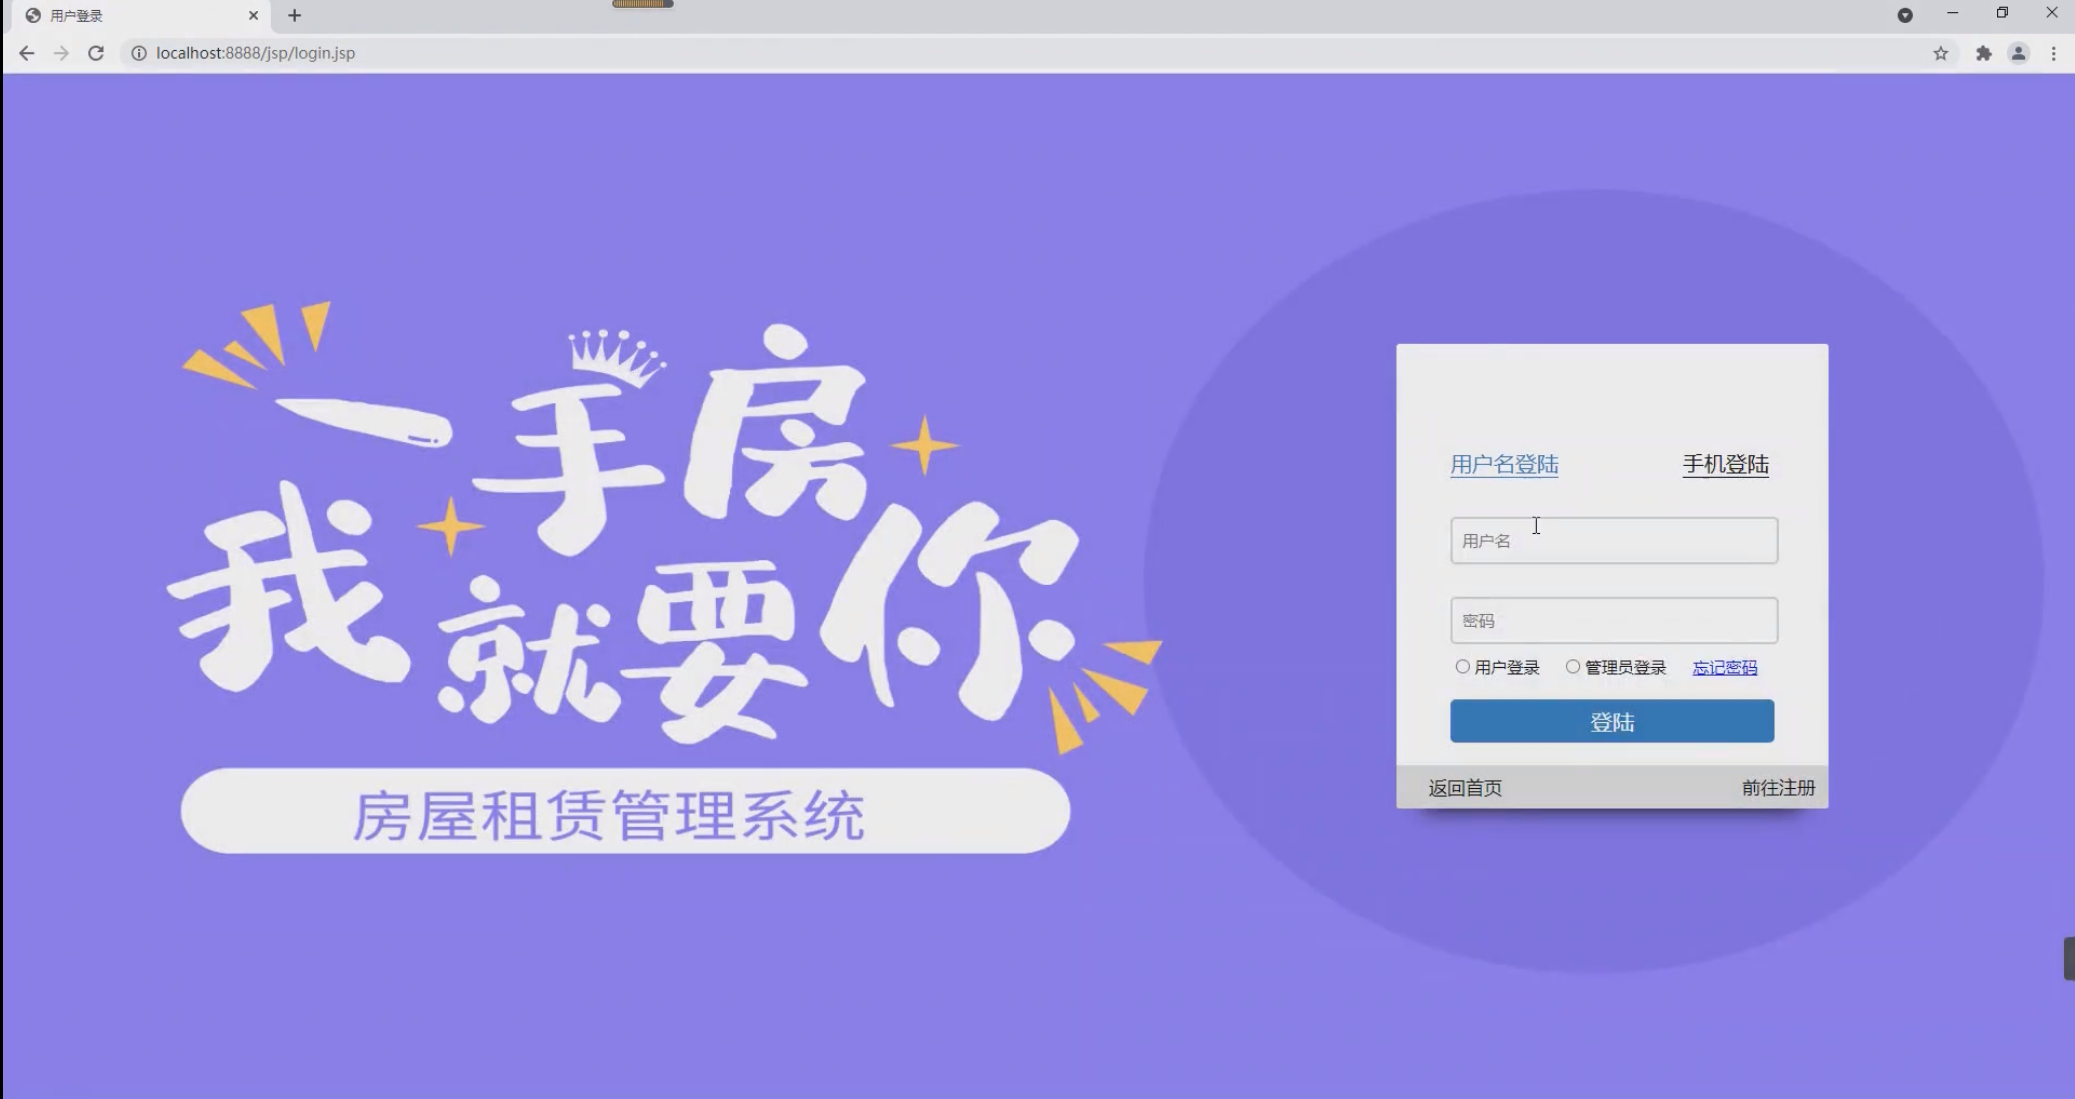 用户登录
localhost:8888/jsp/login.jsp
一手房
我就要你
房屋租赁管理系统
用户名登陆 手机登陆
用户名
密码
用户登录 管理员登录 忘记密码
登陆
返回首页 前往注册